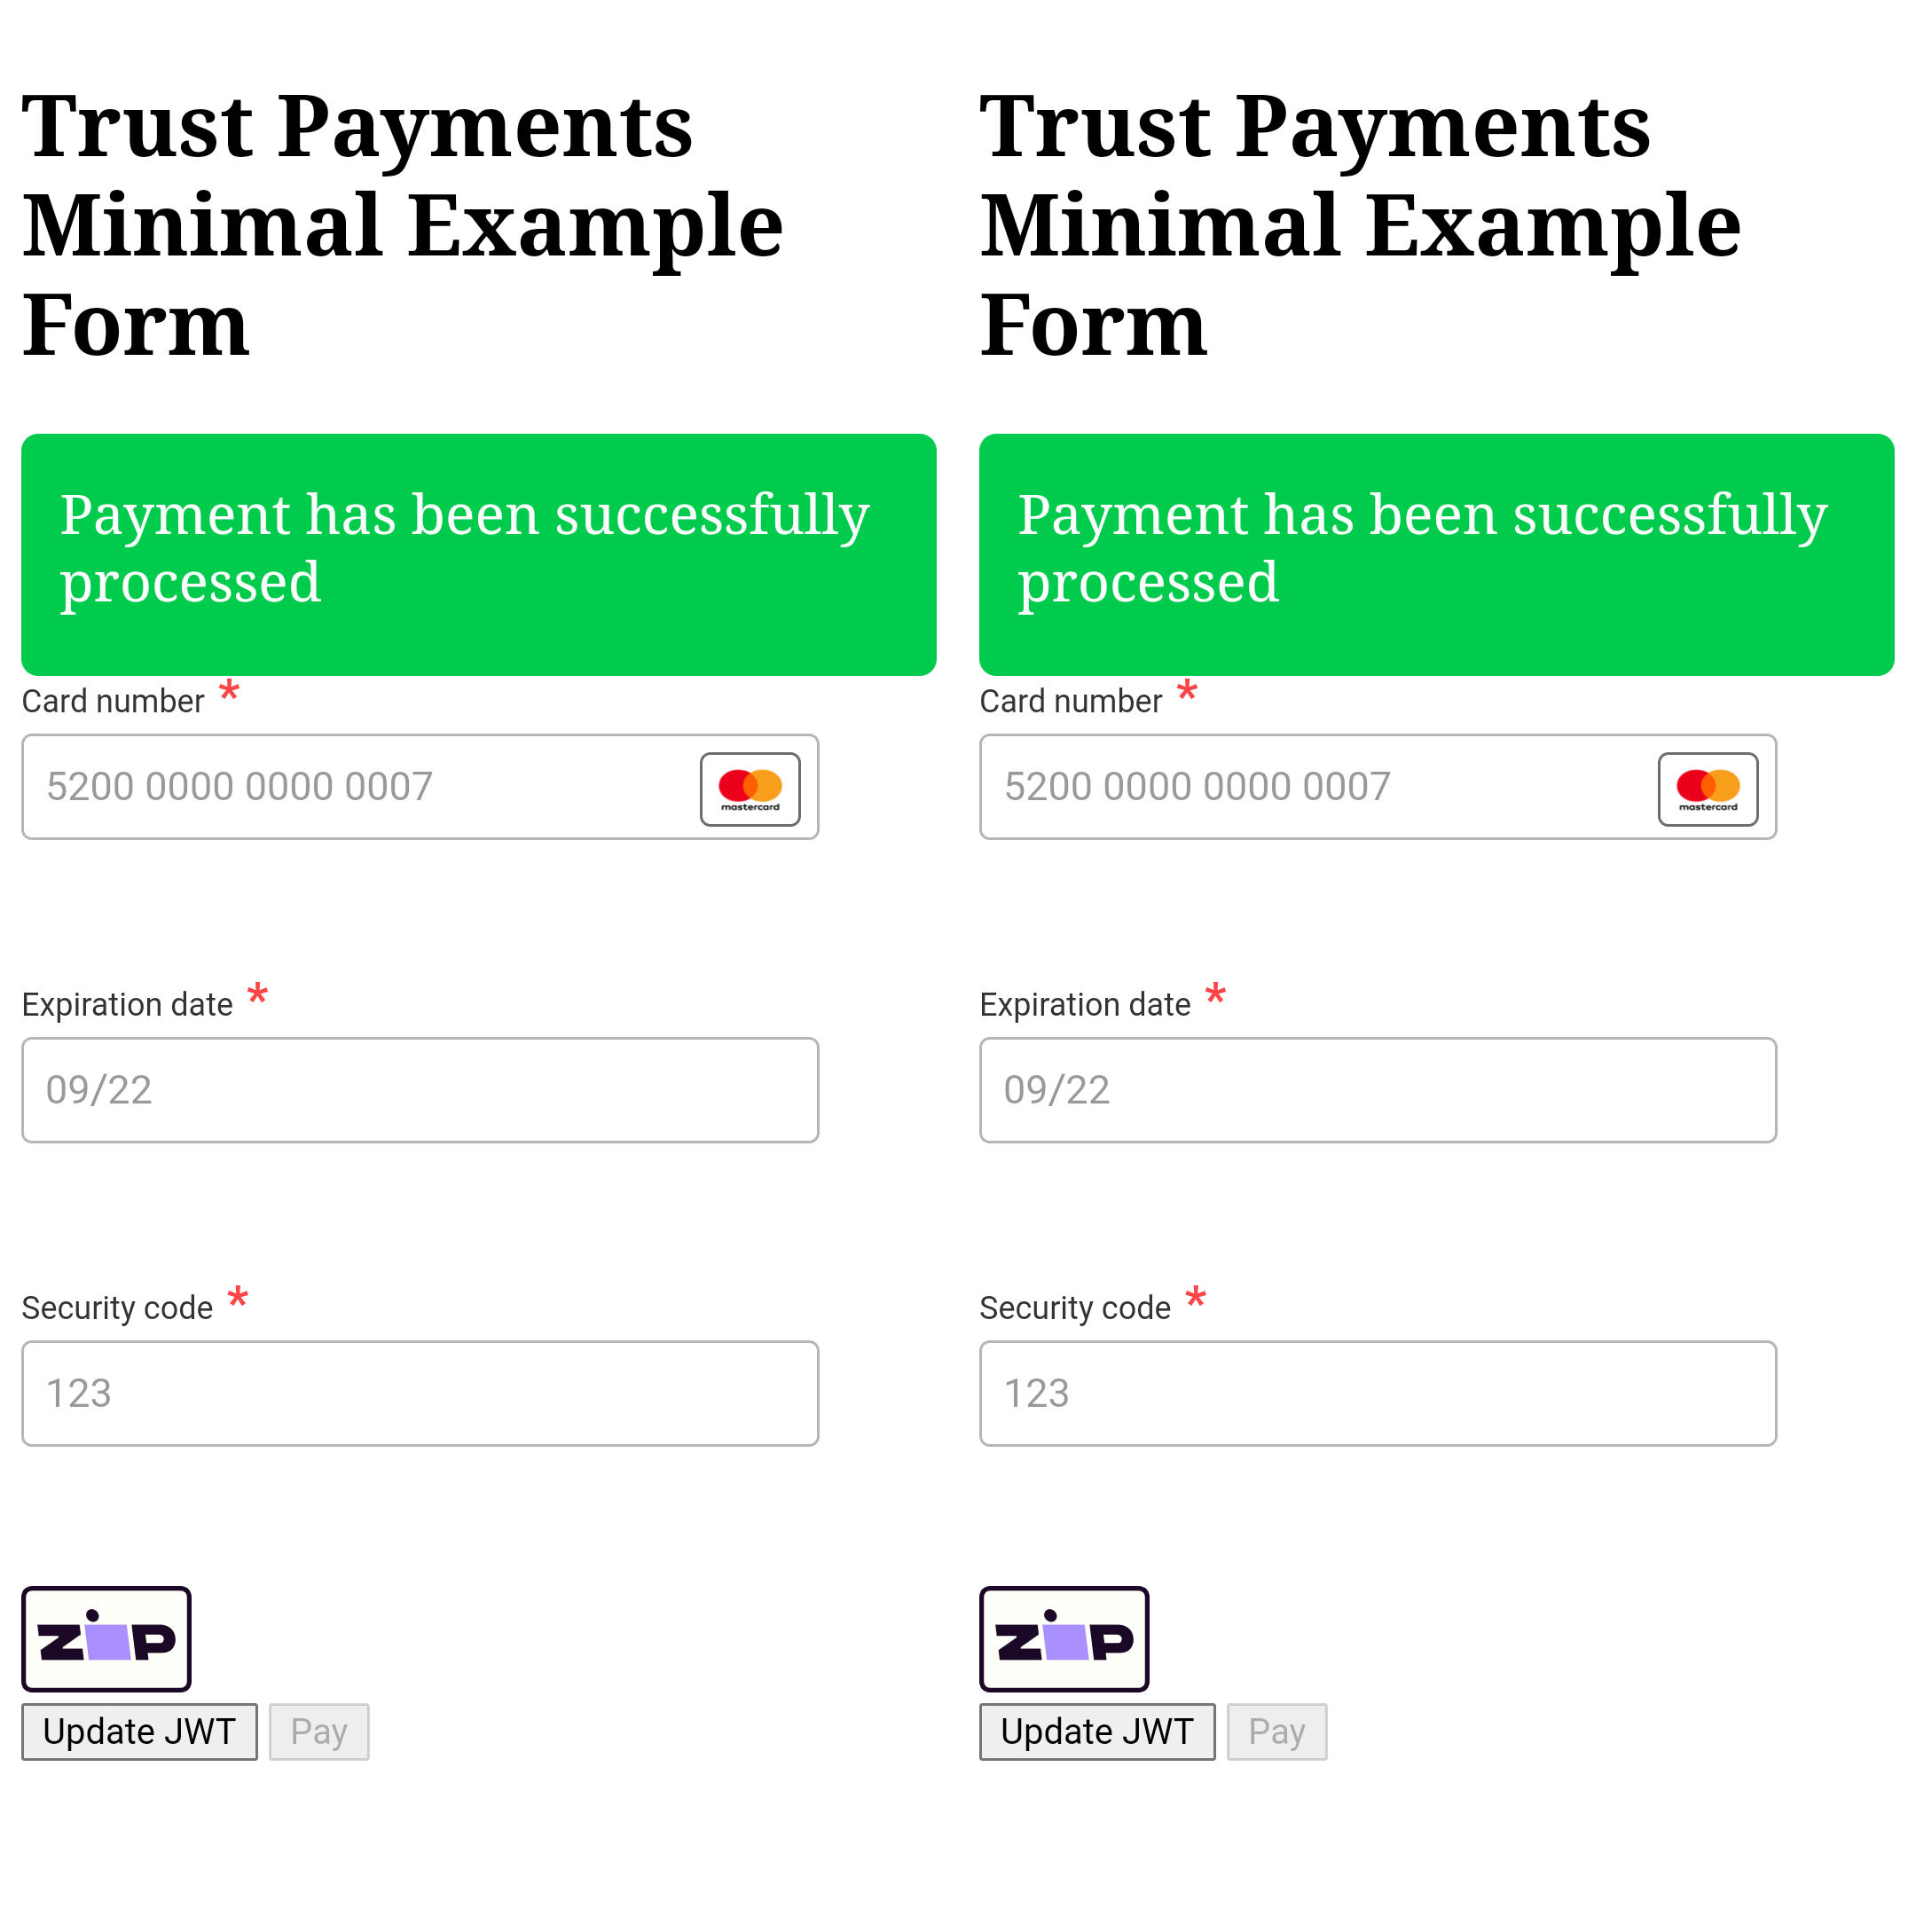 Trust Payments
Minimal Example
Form
Payment has been successfully
processed
Card number *
5200 0000 0000 0007
mastercard
Expiration date *
09/22
Security code *
123
zip
Update JWT
Pay
Trust Payments
Minimal Example
Form
Payment has been successfully
processed
Card number *
5200 0000 0000 0007
mastercard
Expiration date *
09/22
Security code *
123
zip
Update JWT
Pay